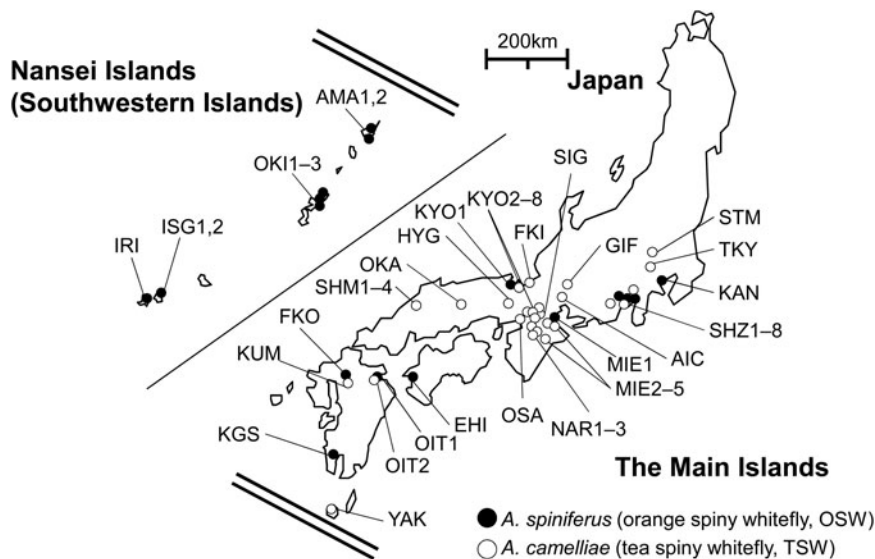 Nansei Islands
(Southwestern Islands)
AMA1,2
200km
Japan
OKI1–3
SIG
KYO2–8
KYO1
HYG
FKI
GIF
STM
TKY
ISG1,2
IRI
OKA
SHM1–4
KAN
FKO
SHZ1–8
KUM
MIE1
AIC
MIE2–5
OSA
EHI
NAR1–3
OIT1
KGS
OIT2
The Main Islands
YAK
A. spiniferus (orange spiny whitefly, OSW)
A. camelliae (tea spiny whitefly, TSW)